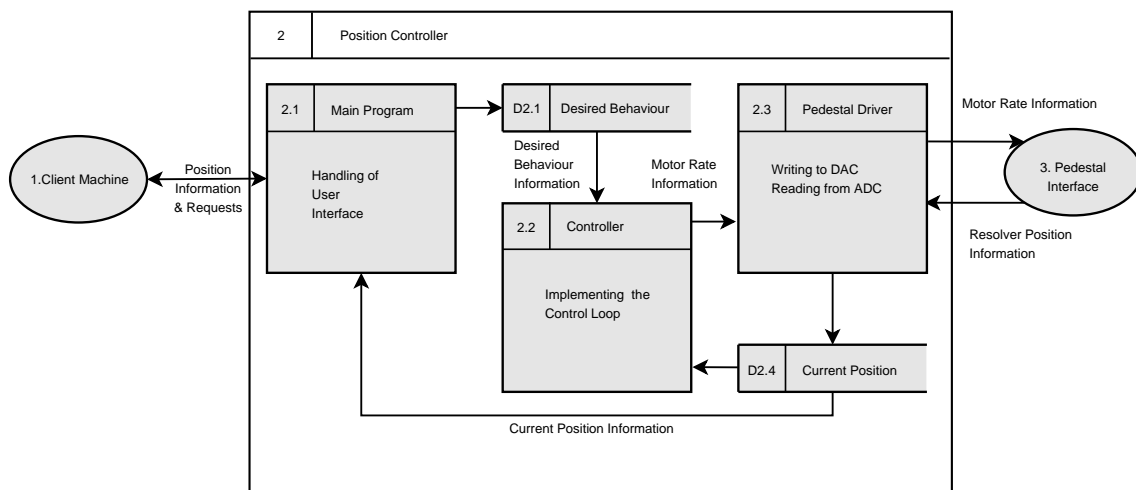 2
Position Controller
2.1
Main Program
Handling of
User
Interface
D2.1
Desired Behaviour
2.3
Pedestal Driver
Writing to DAC
Reading from ADC
Motor Rate Information
1.Client Machine
Position
Information
& Requests
Desired
Behaviour
Information
Motor Rate
Information
3. Pedestal
Interface
2.2
Controller
Implementing the
Control Loop
Resolver Position
Information
D2.4
Current Position
Current Position Information